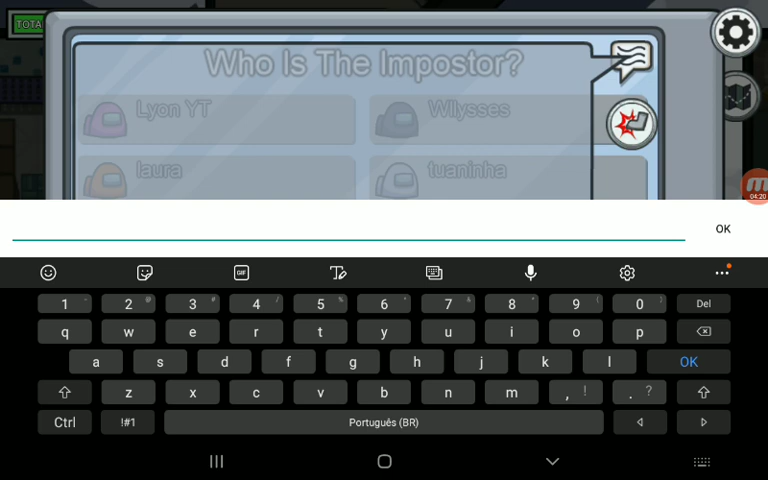 TOTA
Who Is The Impostor?
Lyon YT Wllysses
laura tuaninha
04:20
OK
GIF
1 2 @ 3 # 4 / 5 % 6 7 & 8 * 9 ( 0 ) Del
q w e r t y u i o p
a s d f g h j k l OK
z x c v b n m , ! . ?
Ctrl !#1 Português (BR)